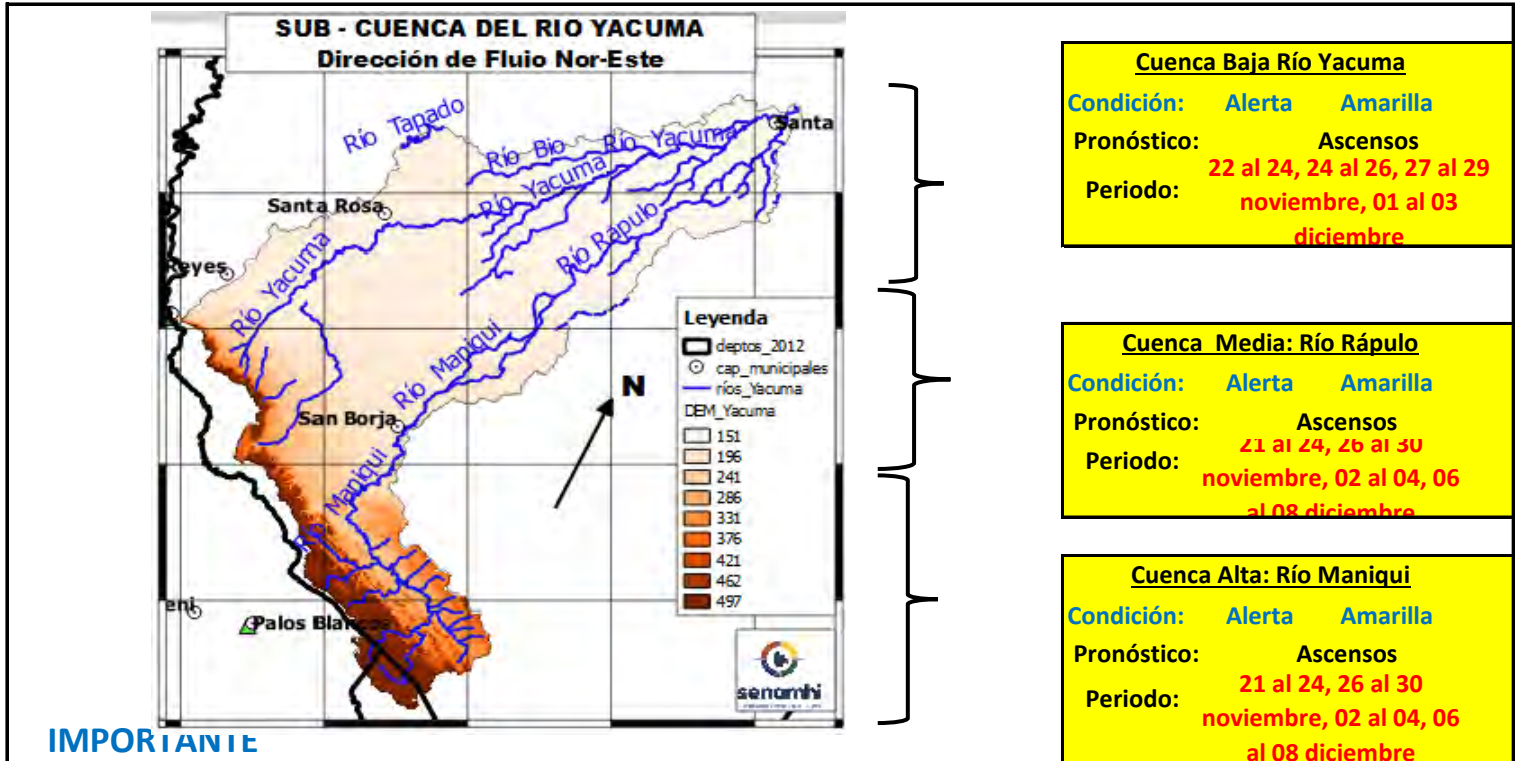 SUB - CUENCA DEL RIO YACUMA
Dirección de Flujo Nor-Este
Río Tapado
Río Bio
Río Yacuma
Santa
Río Yacuma
Santa Rosa
Río Rápulo
Reyes
Río Yacuma
Río Maniqui
San Borja
Río Maniqui
eni
Palos Blancos
N
Leyenda
deptos_2012
cap_municipales
ríos_Yacuma
DEM_Yacuma
151
196
241
286
331
376
421
462
497
senamhi
Cuenca Baja Río Yacuma
Condición: Alerta Amarilla
Pronóstico: Ascensos
Periodo: 22 al 24, 24 al 26, 27 al 29
noviembre, 01 al 03
diciembre
Cuenca Media: Río Rápulo
Condición: Alerta Amarilla
Pronóstico: Ascensos
Periodo: 21 al 24, 26 al 30
noviembre, 02 al 04, 06
al 08 diciembre
Cuenca Alta: Río Maniqui
Condición: Alerta Amarilla
Pronóstico: Ascensos
Periodo: 21 al 24, 26 al 30
noviembre, 02 al 04, 06
al 08 diciembre
IMPORTANTE